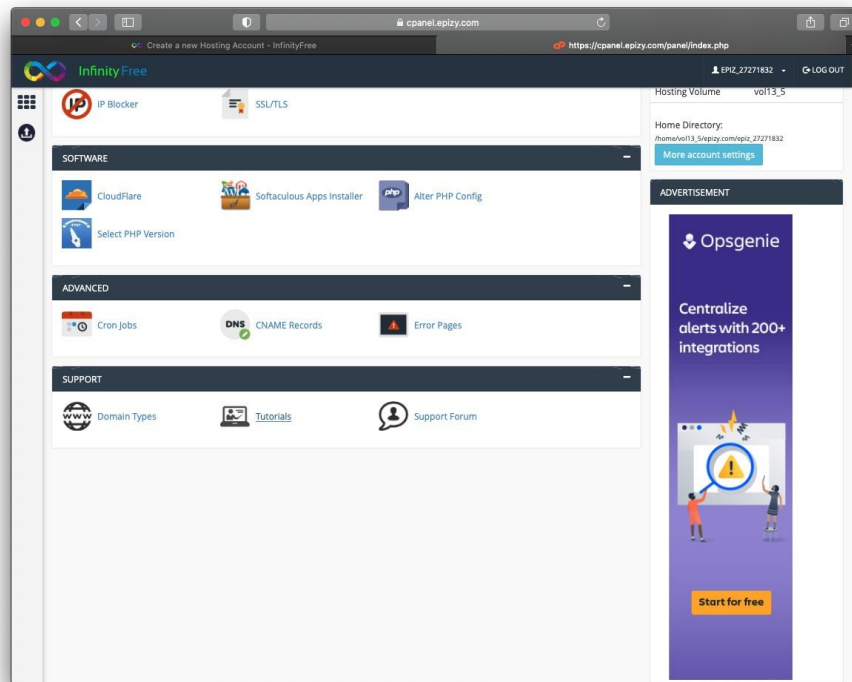 cpanel.epizy.com
Create a new Hosting Account - InfinityFree
https://cpanel.epizy.com/panel/index.php
InfinityFree
EPIZ_27271832
LOG OUT
IP Blocker
SSL/TLS
Hosting Volume vol13_5
Home Directory:
/home/vol13_5/epizy.com/epiz_27271832
More account settings
SOFTWARE
CloudFlare
Softaculous Apps Installer
php
Alter PHP Config
Select PHP Version
ADVANCED
Cron Jobs
DNS
CNAME Records
Error Pages
SUPPORT
www
Domain Types
Tutorials
Support Forum
ADVERTISEMENT
Opsgenie
Centralize
alerts with 200+
integrations
Start for free